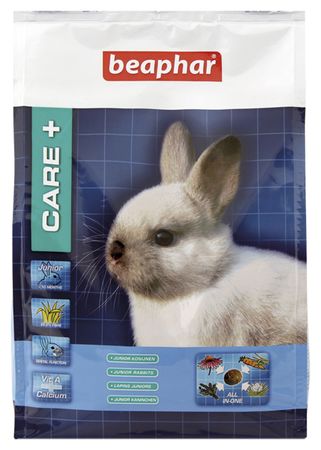 beaphar
CARE +
Junior
Vit A
Calcium
+ JUNIOR KONIJNEN
+ JUNIOR RABBITS
+ LAPINS JUNIORS
+ JUNIOR KANINCHEN
ALL
IN-ONE